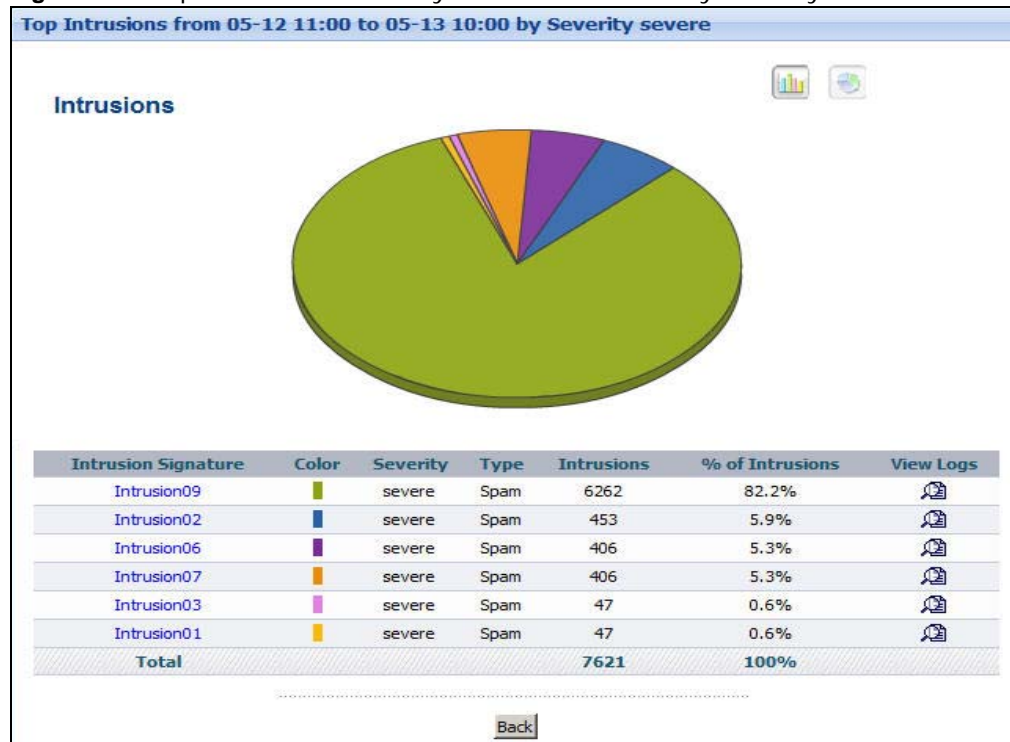 Top Intrusions from 05-12 11:00 to 05-13 10:00 by Severity severe
Intrusions
Intrusion Signature Color Severity Type Intrusions % of Intrusions View Logs
Intrusion09 severe Spam 6262 82.2%
Intrusion02 severe Spam 453 5.9%
Intrusion06 severe Spam 406 5.3%
Intrusion07 severe Spam 406 5.3%
Intrusion03 severe Spam 47 0.6%
Intrusion01 severe Spam 47 0.6%
Total 7621 100%
Back